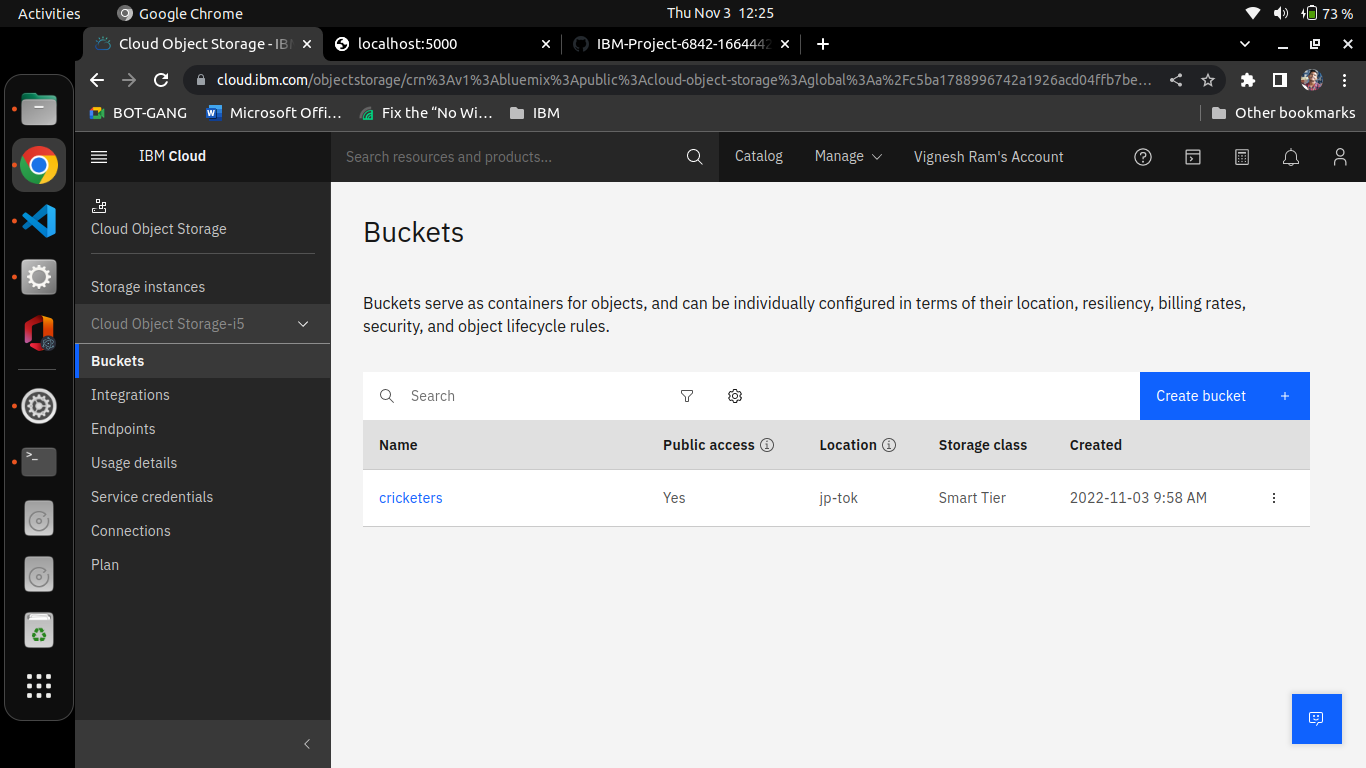 Activities Google Chrome Thu Nov 3 12:25 73 %
Cloud Object Storage - IB localhost:5000 IBM-Project-6842-1664442
cloud.ibm.com/objectstorage/crn%3Av1%3Abluemix%3Apublic%3Acloud-object-storage%3Aglobal%3Aa%2Fc5ba1788996742a1926acd04ffb7be...
BOT-GANG Microsoft Offi... Fix the “No Wi... IBM Other bookmarks
IBM Cloud Search resources and products... Catalog Manage Vignesh Ram's Account
Cloud Object Storage
Storage instances
Cloud Object Storage-i5
Buckets
Integrations
Endpoints
Usage details
Service credentials
Connections
Plan
Buckets
Buckets serve as containers for objects, and can be individually configured in terms of their location, resiliency, billing rates,
security, and object lifecycle rules.
Search Create bucket +
Name Public access Location Storage class Created
cricketers Yes jp-tok Smart Tier 2022-11-03 9:58 AM